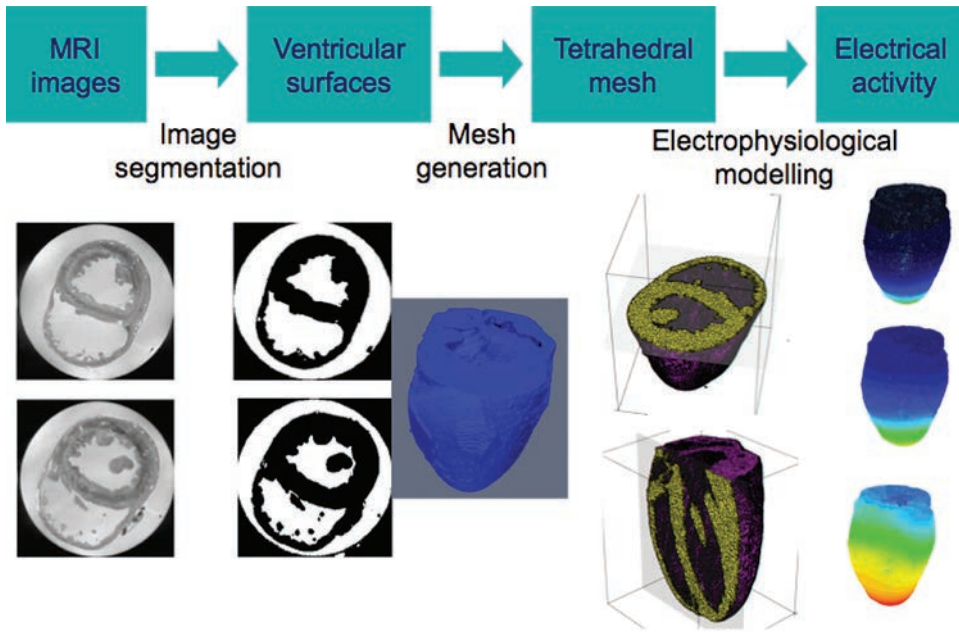 MRI
images
Ventricular
surfaces
Tetrahedral
mesh
Electrical
activity
Image
segmentation
Mesh
generation
Electrophysiological
modelling